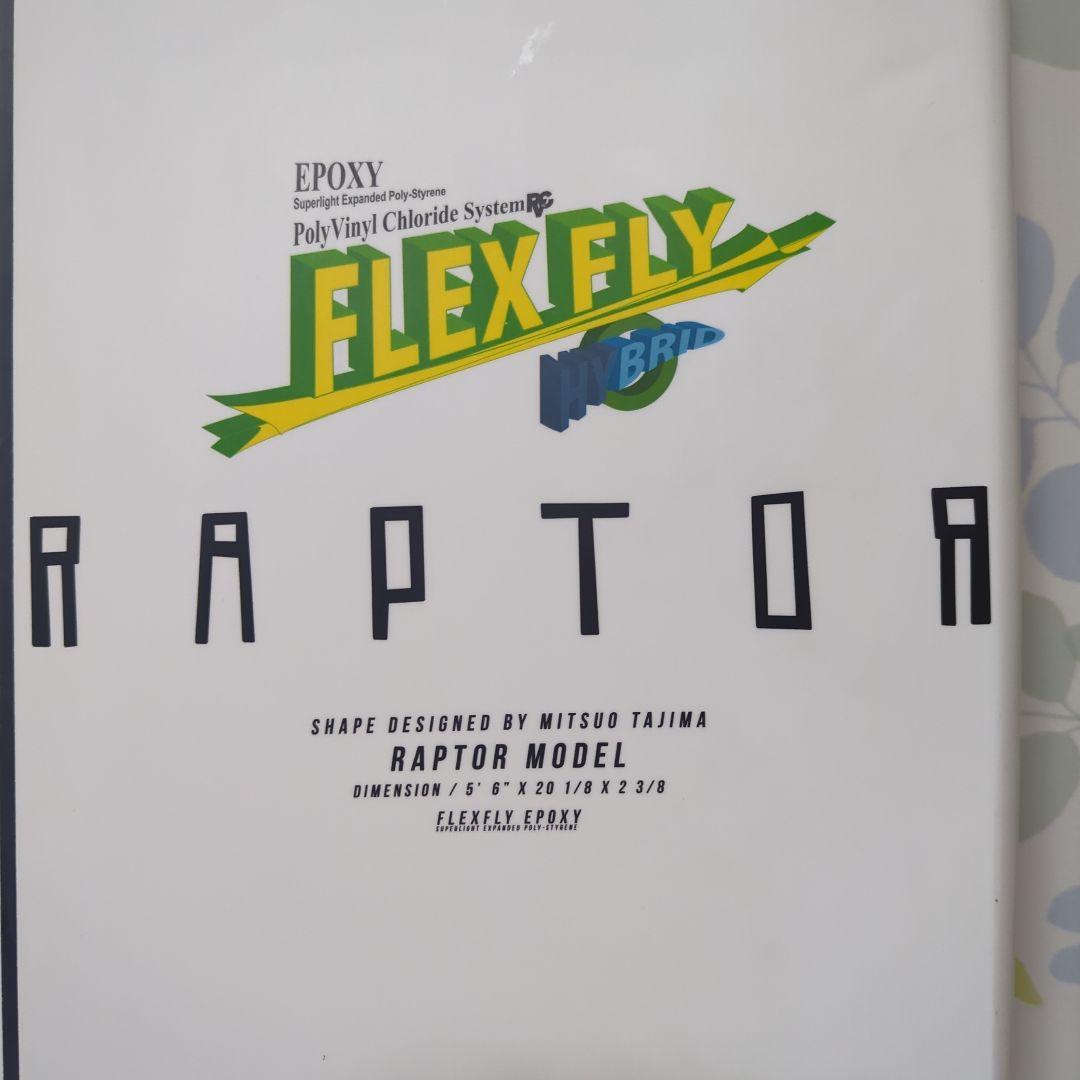 EPOXY
Superlight Expanded Poly-Styrene
PolyVinyl Chloride System
FLEX FLY
HYBRID
RAPTOR
SHAPE DESIGNED BY MITSUO TAJIMA
RAPTOR MODEL
DIMENSION / 5' 6" X 20 1/8 X 2 3/8
FLEXFLY EPOXY
SUPERLIGHT EXPANDED POLY-STYRENE